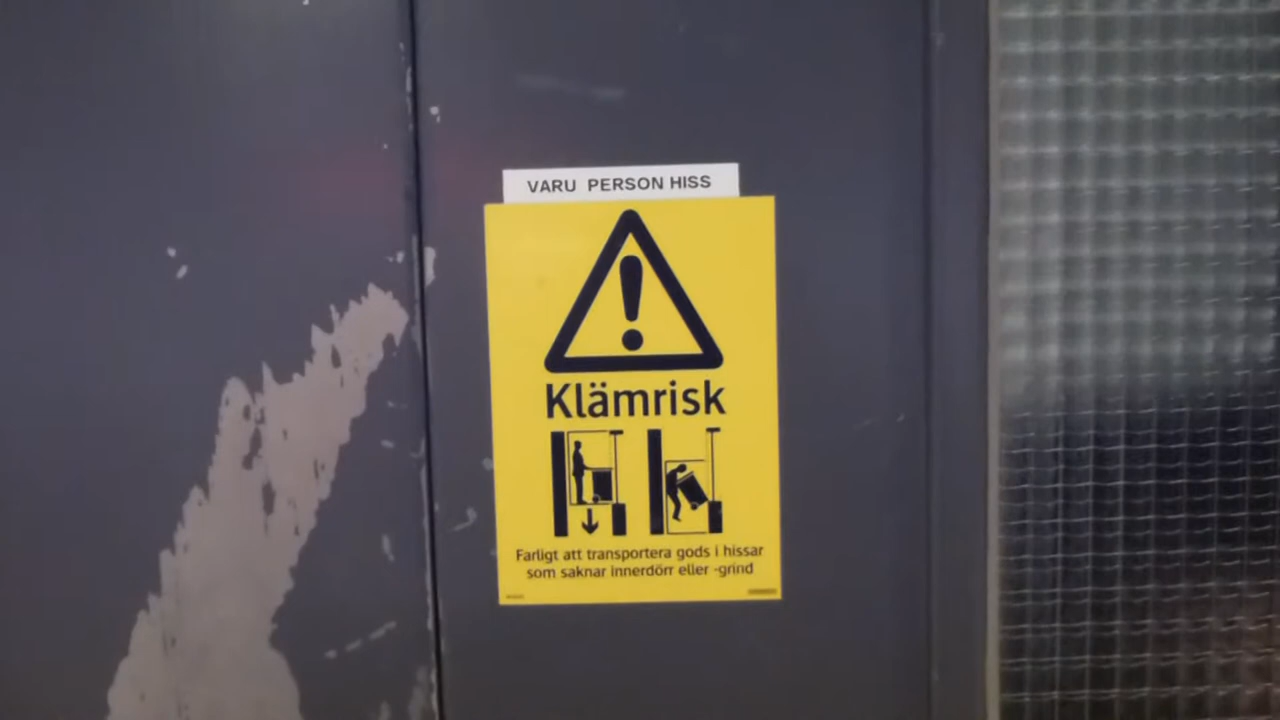 VARU PERSON HISS
Klämrisk
Farligt att transportera gods i hissar
som saknar innerdörr eller -grind